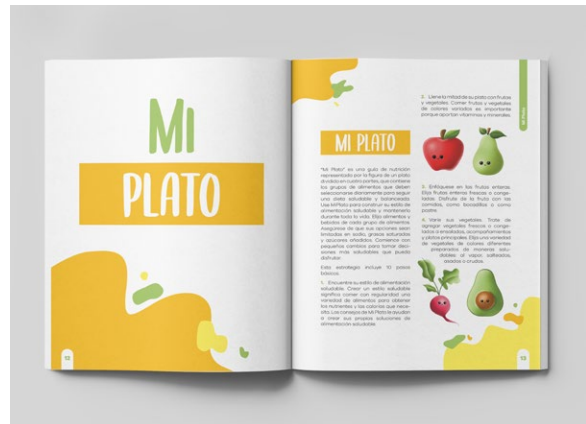 Mi
PLATO
12
MI PLATO
"Mi Plato" es una guía de nutrición
representada por la figura de un plato
dividido en cuatro partes, que contiene
los grupos de alimentos que deben
seleccionarse diariamente para seguir
una dieta saludable y balanceada.
Use MiPlato para construir su estilo de
alimentación saludable y mantenerlo
durante toda la vida. Elija alimentos y
bebidas de cada grupo de alimentos.
Asegúrese de que sus opciones sean
limitadas en sodio, grasas saturadas
y azúcares añadidos. Comience con
pequeños cambios para tomar deci-
siones más saludables que pueda
disfrutar.
Esta estrategia incluye 10 pasos
básicos.
1. Encuentre su estilo de alimentación
saludable. Crear un estilo saludable
significa comer con regularidad una
variedad de alimentos para obtener
los nutrientes y las calorías que nece-
sita. Los consejos de Mi Plato le ayudan
a crear sus propias soluciones de
alimentación saludable.
2. Llene la mitad de su plato con frutas
y vegetales. Comer frutas y vegetales
de colores variados es importante
porque aportan vitaminas y minerales.
3. Enfóquese en las frutas enteras.
Elija frutas enteras frescas o conge-
ladas. Disfrute de la fruta con las
comidas, como bocadillos o como
postre.
4. Varíe sus vegetales. Trate de
agregar vegetales frescos o conge-
lados a ensaladas, acompañamientos
y platos principales. Elija una variedad
de vegetales de colores diferentes
preparados de maneras salu-
dables: al vapor, salteados,
asados o crudos.
Mi Plato
13